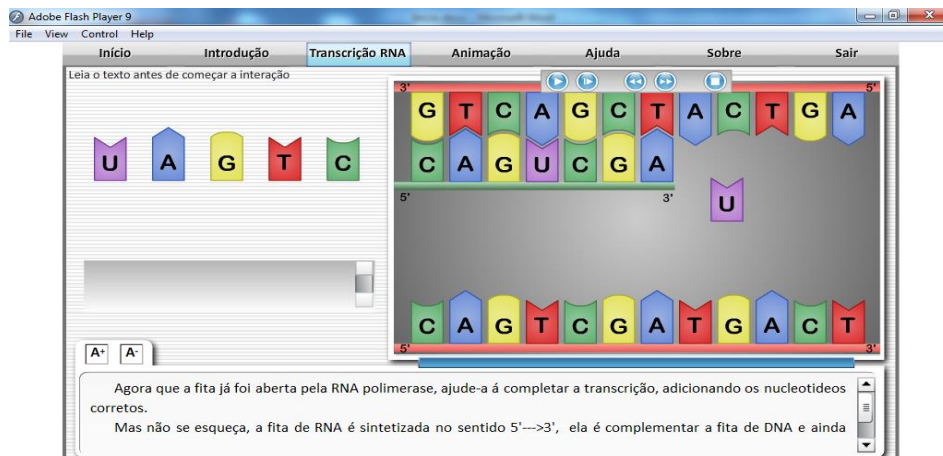 Adobe Flash Player 9
File View Control Help
Início Introdução Transcrição RNA Animação Ajuda Sobre Sair
Leia o texto antes de começar a interação
3' 5'
G T C A G C T A C T G A
U A G T C
C A G U C G A
5' 3'
U
C A G T C G A T G A C T
5' 3'
A+ A-
Agora que a fita já foi aberta pela RNA polimerase, ajude-a á completar a transcrição, adicionando os nucleotideos
corretos.
Mas não se esqueça, a fita de RNA é sintetizada no sentido 5'--->3', ela é complementar a fita de DNA e ainda